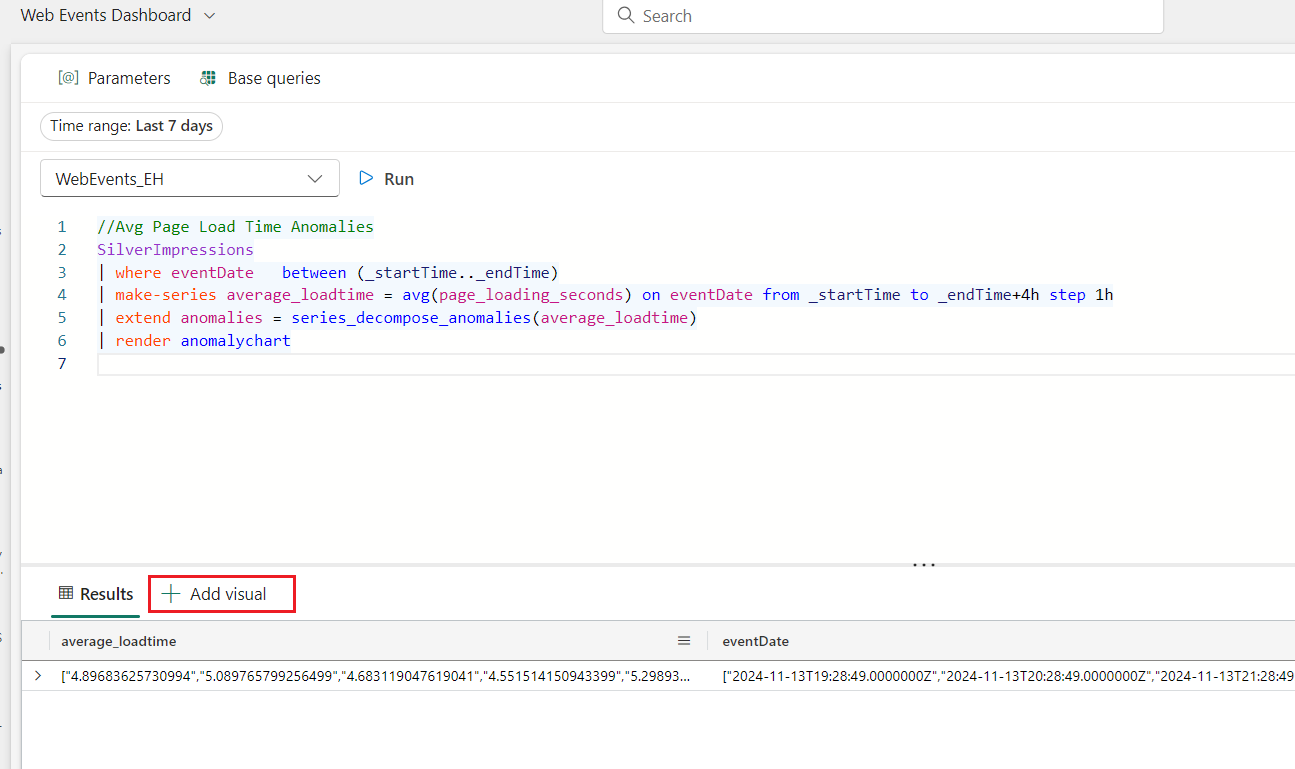 Web Events Dashboard
Search
[@] Parameters
Base queries
Time range: Last 7 days
WebEvents_EH
Run
1 //Avg Page Load Time Anomalies
2 SilverImpressions
3 | where eventDate   between (_startTime.._endTime)
4 | make-series average_loadtime = avg(page_loading_seconds) on eventDate from _startTime to _endTime+4h step 1h
5 | extend anomalies = series_decompose_anomalies(average_loadtime)
6 | render anomalychart
7
Results
Add visual
average_loadtime eventDate
["4.89683625730994","5.089765799256499","4.683119047619041","4.551514150943399","5.29893... ["2024-11-13T19:28:49.0000000Z","2024-11-13T20:28:49.0000000Z","2024-11-13T21:28:49